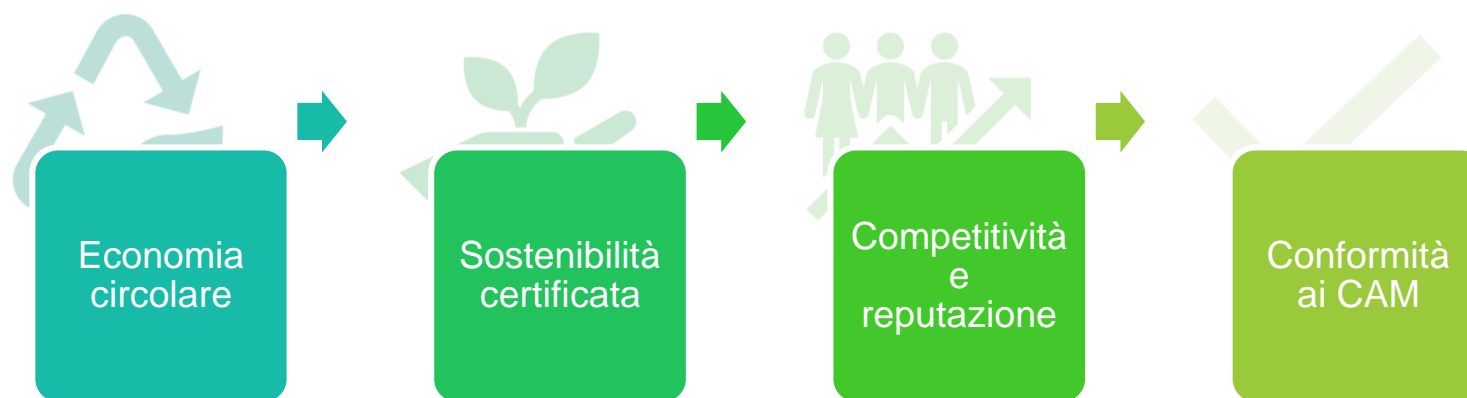 Economia
circolare
Sostenibilità
certificata
Competitività
e
reputazione
Conformità
ai CAM